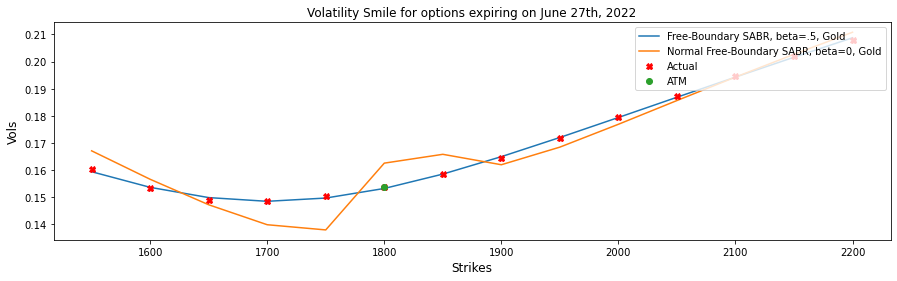 Volatility Smile for options expiring on June 27th, 2022
Free-Boundary SABR, beta=.5, Gold
Normal Free-Boundary SABR, beta=0, Gold
Actual
ATM
Vols
0.21
0.20
0.19
0.18
0.17
0.16
0.15
0.14
1600
1700
1800
1900
2000
2100
2200
Strikes